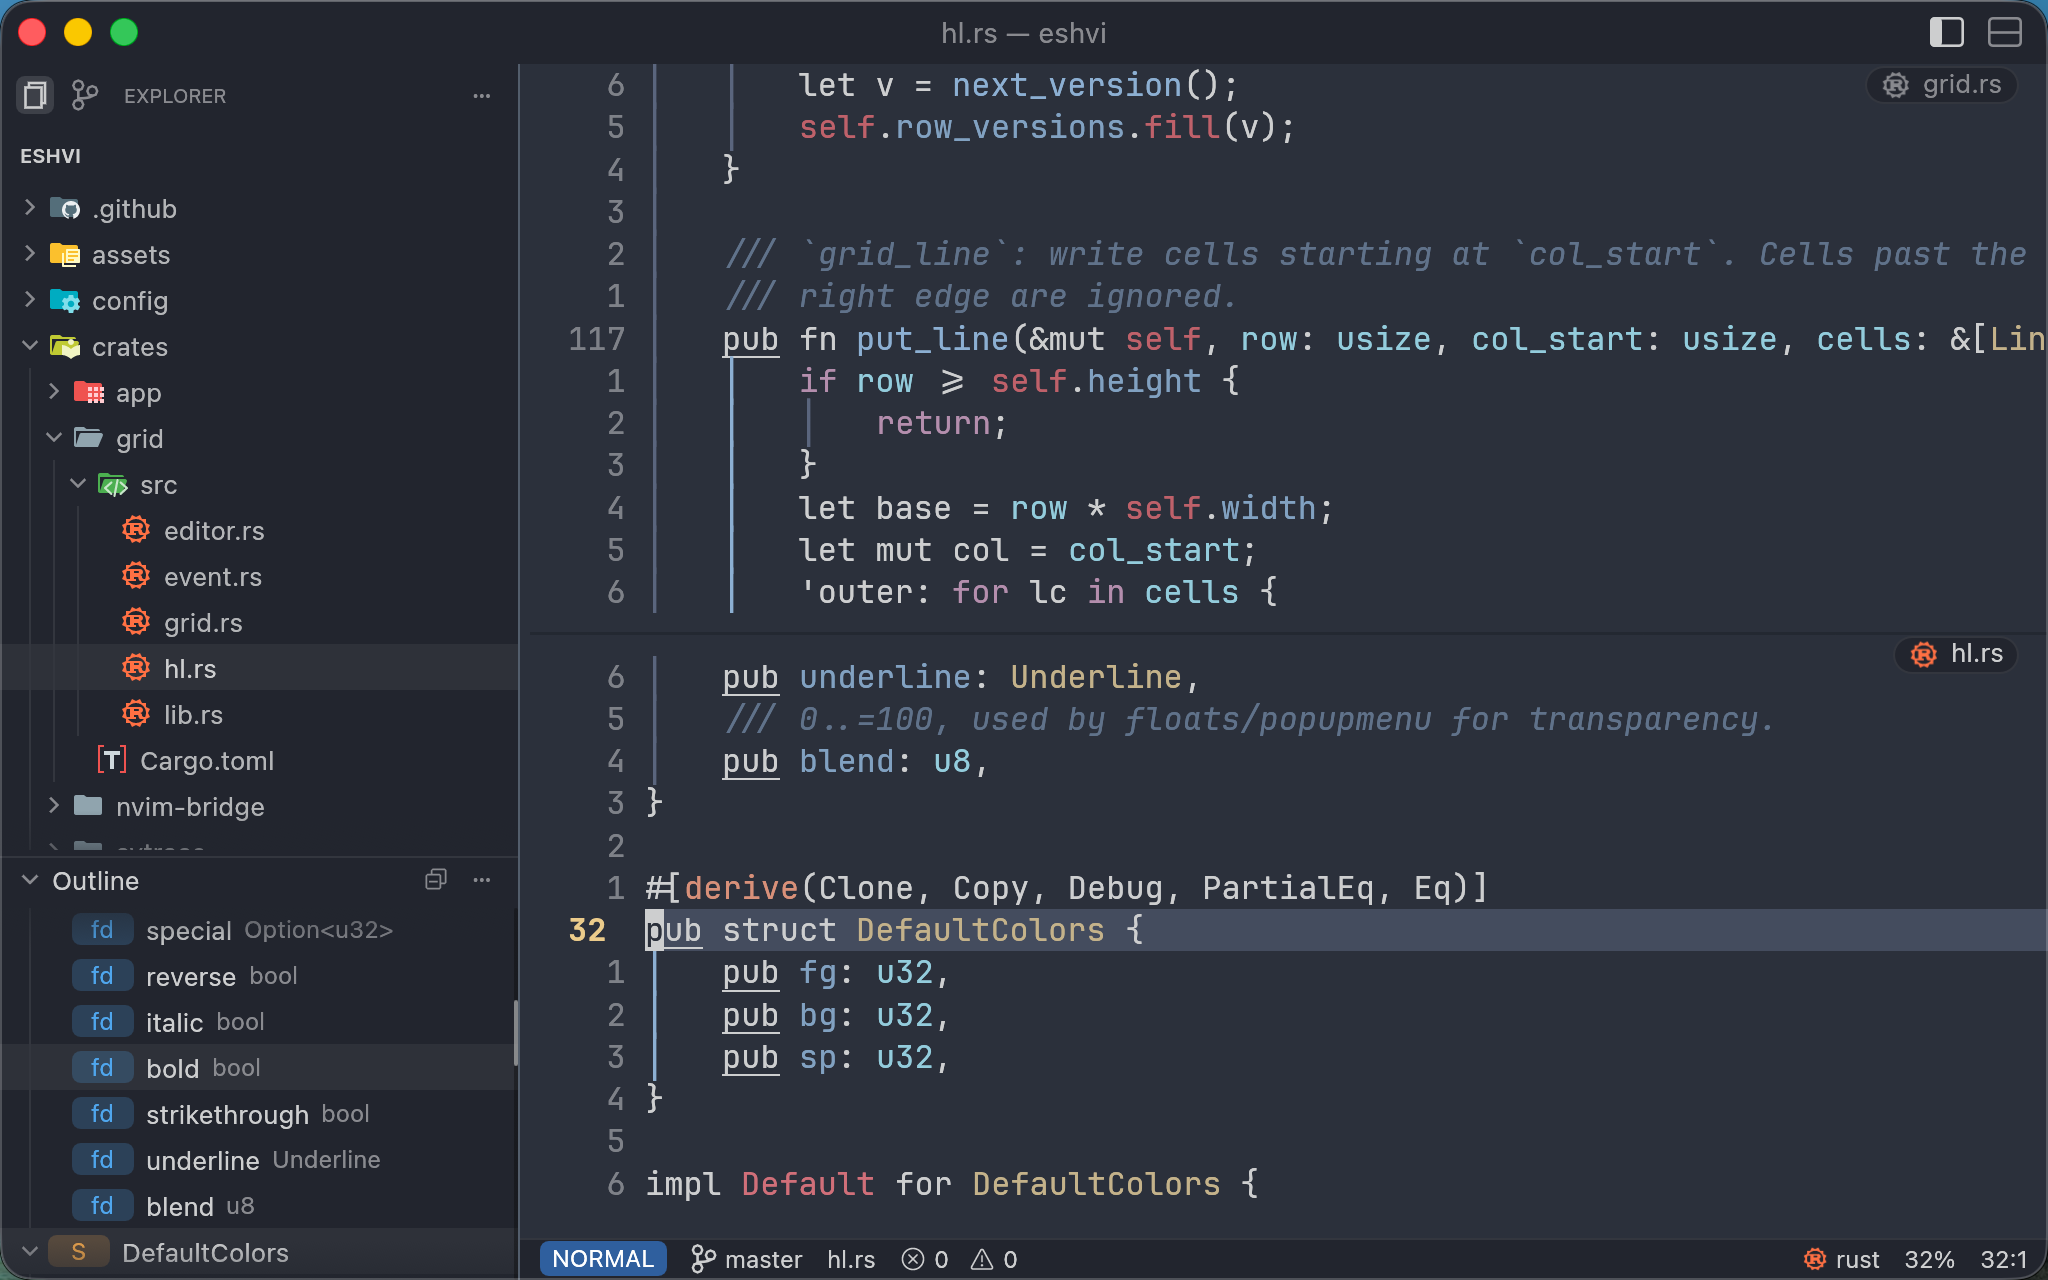 hl.rs — eshvi
EXPLORER
ESHVI
.github
assets
config
crates
app
grid
src
editor.rs
event.rs
grid.rs
hl.rs
lib.rs
Cargo.toml
nvim-bridge
Outline
fd special Option<u32>
fd reverse bool
fd italic bool
fd bold bool
fd strikethrough bool
fd underline Underline
fd blend u8
S DefaultColors
grid.rs
6 let v = next_version();
5 self.row_versions.fill(v);
4 }
3
2 /// `grid_line`: write cells starting at `col_start`. Cells past the
1 /// right edge are ignored.
117 pub fn put_line(&mut self, row: usize, col_start: usize, cells: &[Lin
1 if row >= self.height {
2 return;
3 }
4 let base = row * self.width;
5 let mut col = col_start;
6 'outer: for lc in cells {
hl.rs
6 pub underline: Underline,
5 /// 0..=100, used by floats/popupmenu for transparency.
4 pub blend: u8,
3 }
2
1 #[derive(Clone, Copy, Debug, PartialEq, Eq)]
32 pub struct DefaultColors {
1 pub fg: u32,
2 pub bg: u32,
3 pub sp: u32,
4 }
5
6 impl Default for DefaultColors {
NORMAL master hl.rs 0 0 rust 32% 32:1